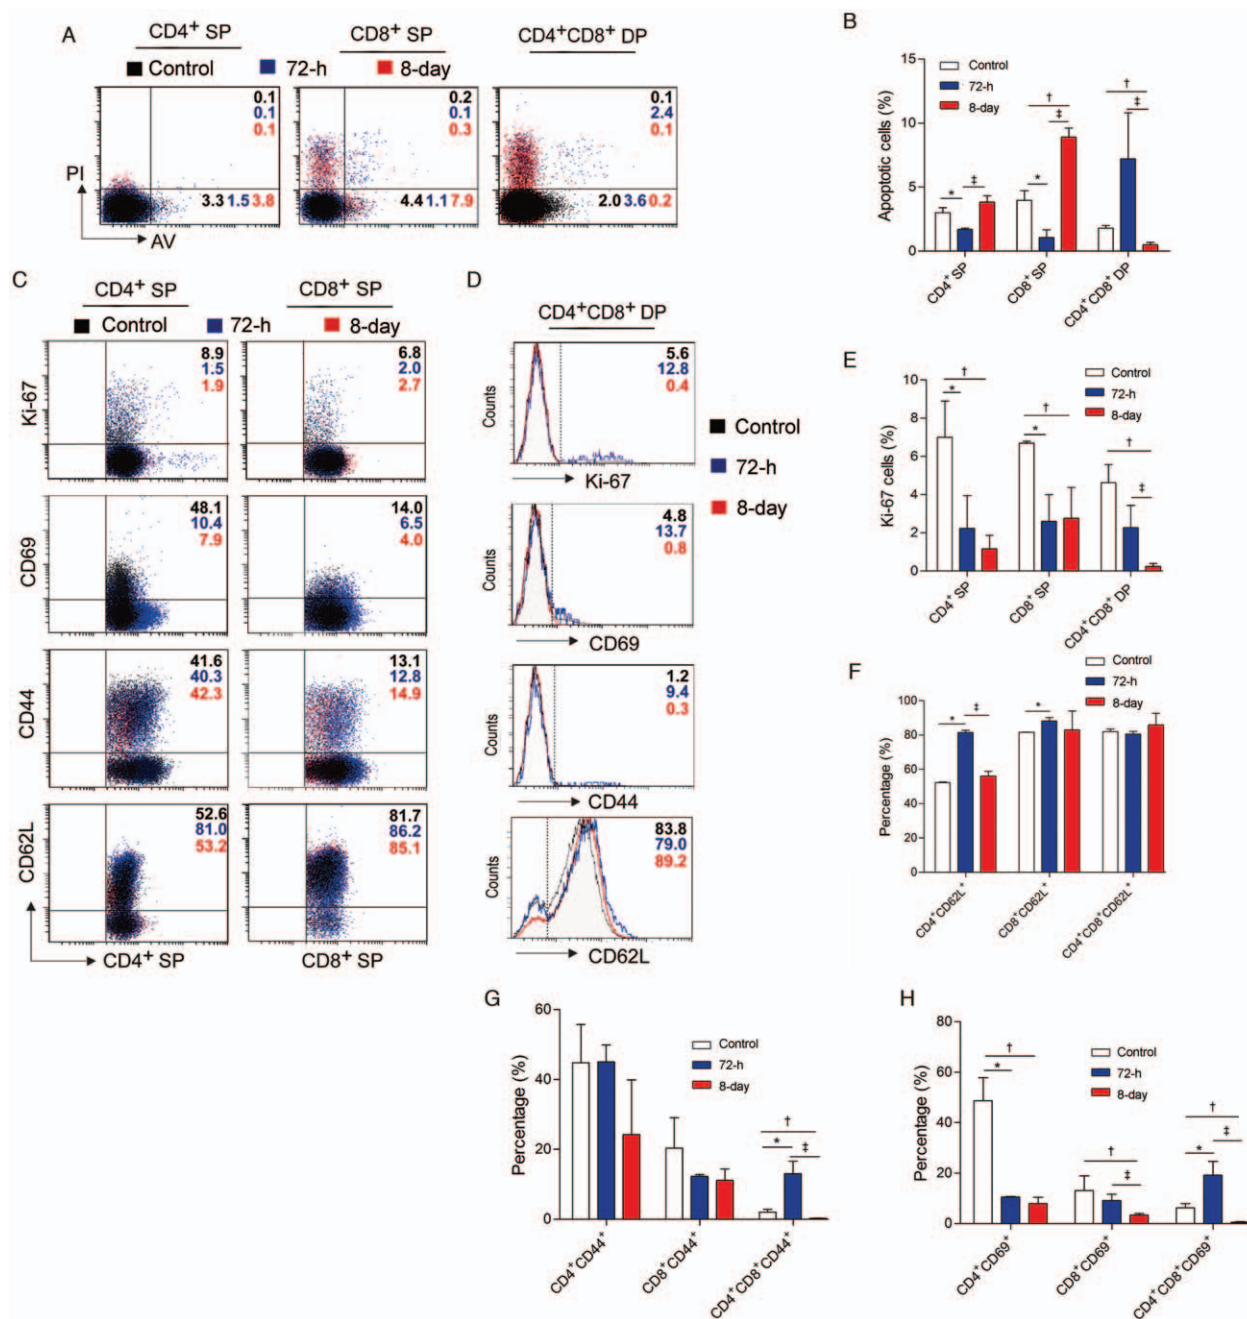 A
CD4+ SP
CD8+ SP
CD4+CD8+ DP
Control
72-h
8-day
0.1
0.1
0.1
3.3 1.5 3.8
0.2
0.1
0.3
4.4 1.1 7.9
0.1
2.4
0.1
2.0 3.6 0.2
PI
AV
B
Control
72-h
8-day
Apoptotic cells (%)
15
10
5
0
* ‡
* † ‡
† ‡
CD4+ SP
CD8+ SP
CD4+CD8+ DP
C
CD4+ SP
CD8+ SP
Control
72-h
8-day
Ki-67
8.9
1.5
1.9
6.8
2.0
2.7
CD69
48.1
10.4
7.9
14.0
6.5
4.0
CD44
41.6
40.3
42.3
13.1
12.8
14.9
CD62L
52.6
81.0
53.2
81.7
86.2
85.1
CD4+ SP
CD8+ SP
D
CD4+CD8+ DP
Control
72-h
8-day
Counts
5.6
12.8
0.4
Ki-67
Counts
4.8
13.7
0.8
CD69
Counts
1.2
9.4
0.3
CD44
Counts
83.8
79.0
89.2
CD62L
E
Control
72-h
8-day
Ki-67 cells (%)
10
8
6
4
2
0
† *
† *
† ‡
CD4+ SP
CD8+ SP
CD4+CD8+ DP
F
Control
72-h
8-day
Percentage (%)
100
80
60
40
20
0
* ‡
*
CD4+CD62L+
CD8+CD62L+
CD4+CD8+CD62L+
G
Control
72-h
8-day
Percentage (%)
60
40
20
0
†
* ‡
CD4+CD44+
CD8+CD44+
CD4+CD8+CD44+
H
Control
72-h
8-day
Percentage (%)
80
60
40
20
0
† *
† ‡
† ‡ *
CD4+CD69+
CD8+CD69+
CD4+CD8+CD69+